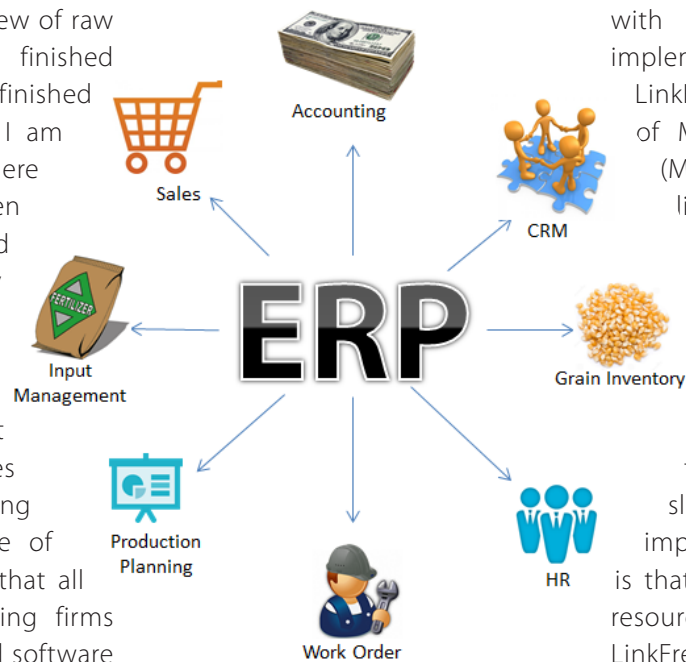 ew of raw
finished
finished
I am
ere
en
es
ing
e of
that all
ing firms
software
Accounting
Sales
CRM
FERTILIZER
ERP
Input
Management
Grain Inventory
Production
Planning
HR
Work Order
with
implem
Link
of M
(M
li
sl
imp
is that
resour
LinkFre